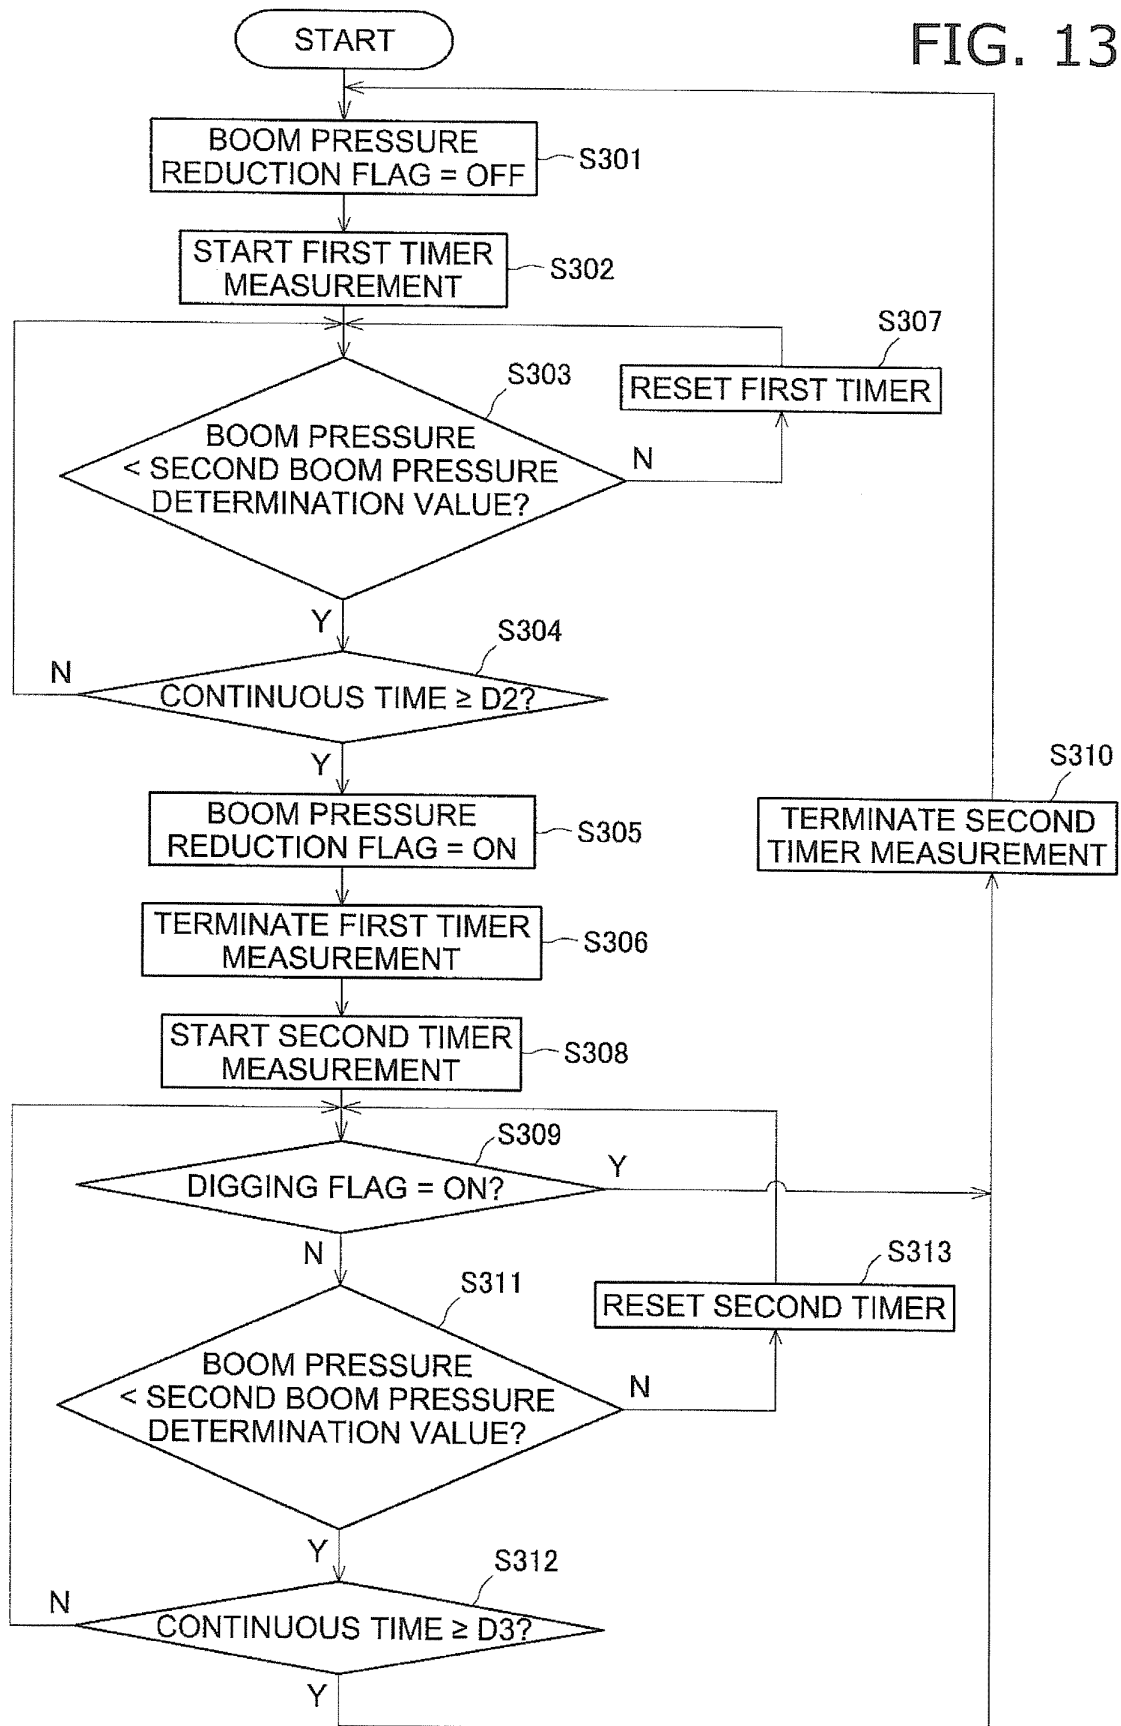 FIG. 13
START
BOOM PRESSURE
REDUCTION FLAG = OFF
S301
START FIRST TIMER
MEASUREMENT
S302
S307
RESET FIRST TIMER
S303
BOOM PRESSURE
< SECOND BOOM PRESSURE
DETERMINATION VALUE?
N
Y
S304
N
CONTINUOUS TIME ≥ D2?
Y
S310
TERMINATE SECOND
TIMER MEASUREMENT
BOOM PRESSURE
REDUCTION FLAG = ON
S305
TERMINATE FIRST TIMER
MEASUREMENT
S306
START SECOND TIMER
MEASUREMENT
S308
S309
DIGGING FLAG = ON?
Y
N
S313
RESET SECOND TIMER
S311
BOOM PRESSURE
< SECOND BOOM PRESSURE
DETERMINATION VALUE?
N
Y
S312
N
CONTINUOUS TIME ≥ D3?
Y